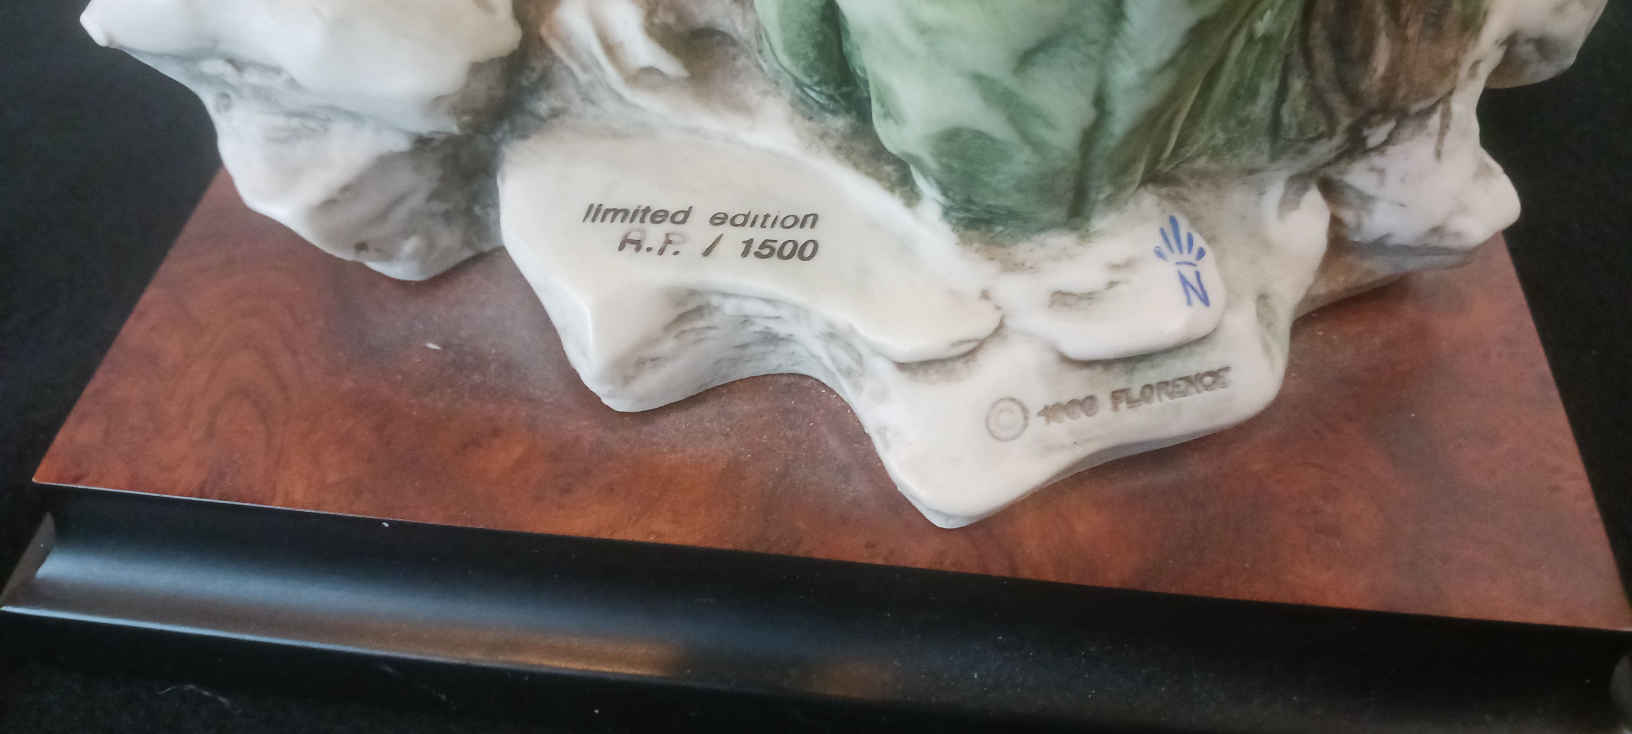 limited edition
A.P. / 1500
N
© FLORENCE